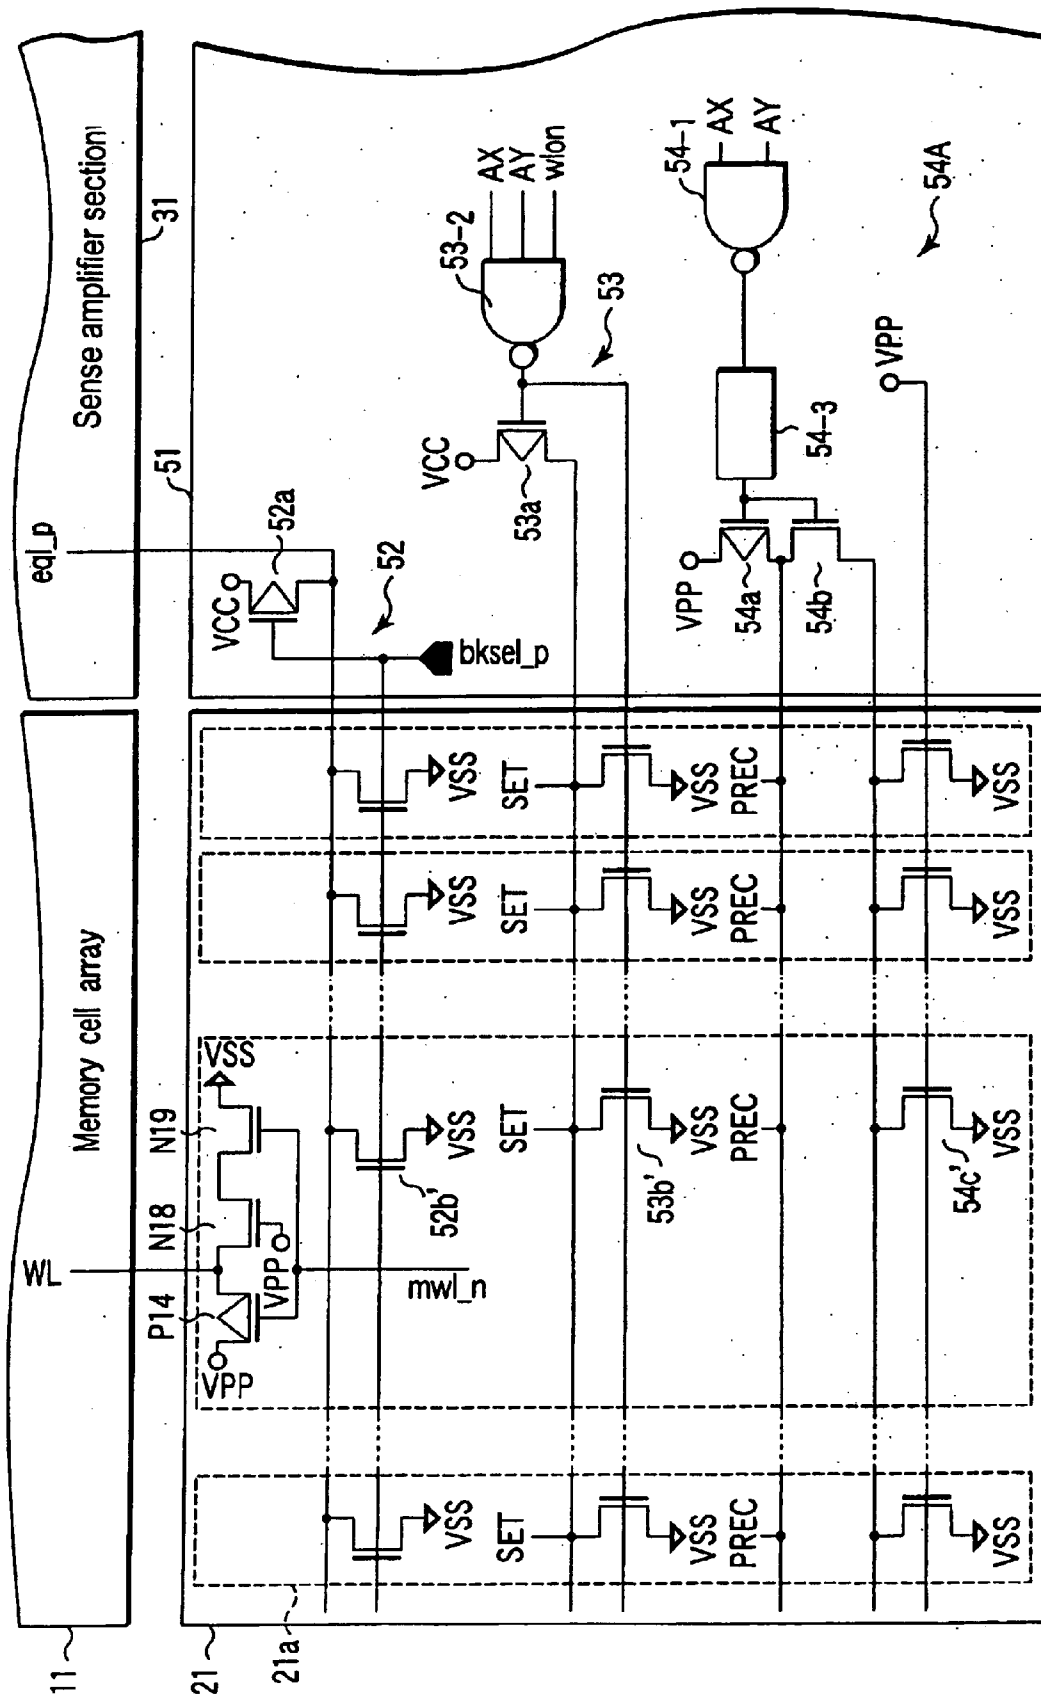 11
Memory cell array
Sense amplifier section
31
WL
eql_p
51
21
21a
VPP
P14
N18
N19
VSS
VPP
mwl_n
VCC
52a
52
bksel_p
VSS
52b'
VSS
VSS
VSS
SET
SET
SET
SET
VCC
53a
53-2
AX
AY
wlon
53
VSS
53b'
VSS
VSS
VSS
PREC
PREC
PREC
PREC
VPP
54a
54b
54-3
54-1
AX
AY
54A
VPP
VSS
54c'
VSS
VSS
VSS